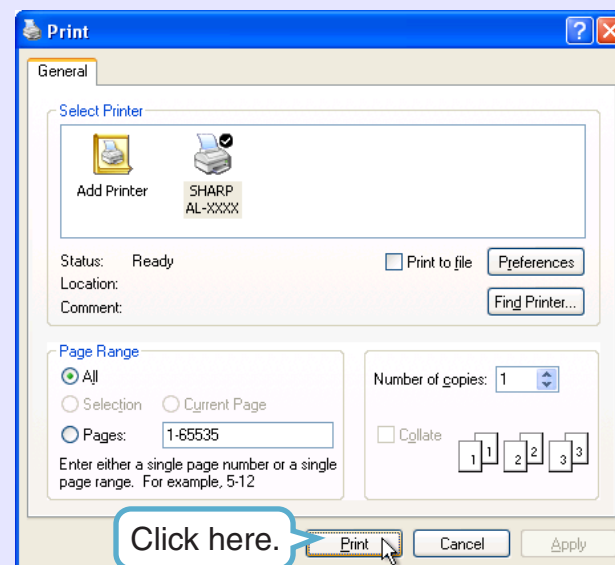 Print
General
Select Printer
Add Printer
SHARP
AL-XXXX
Status: Ready
Location:
Comment:
Print to file
Preferences
Find Printer...
Page Range
All
Selection
Current Page
Pages: 1-65535
Enter either a single page number or a single
page range. For example, 5-12
Number of copies: 1
Collate
1 1 2 2 3 3
Click here.
Print
Cancel
Apply